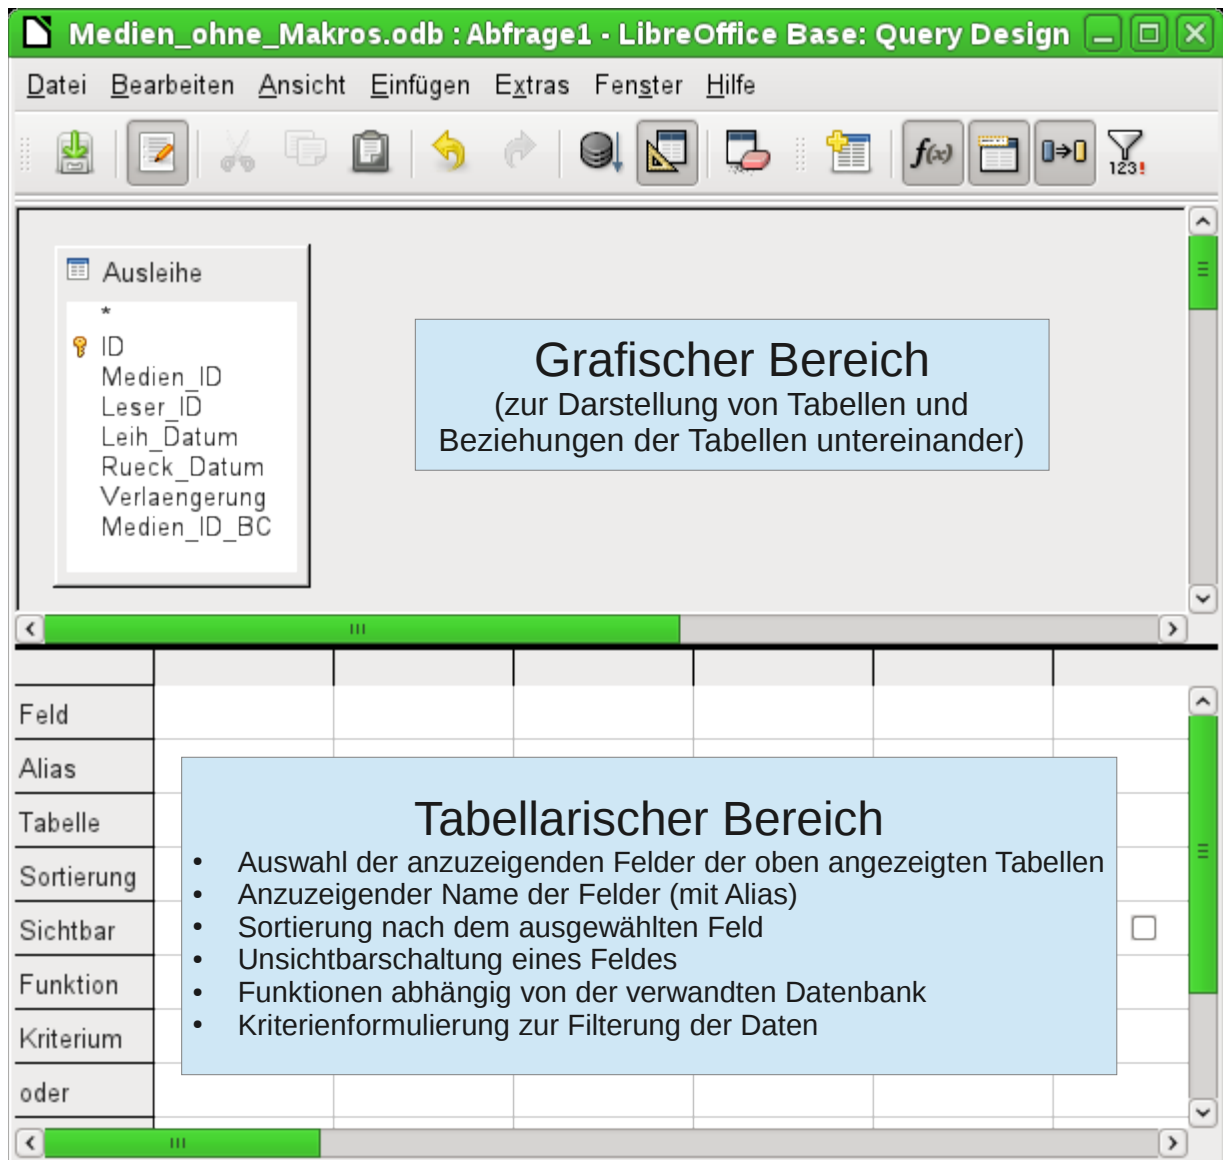 Medien_ohne_Makros.odb : Abfrage1 - LibreOffice Base: Query Design
Datei Bearbeiten Ansicht Einfügen Extras Fenster Hilfe
f(x)
123!
Ausleihe
*
ID
Medien_ID
Leser_ID
Leih_Datum
Rueck_Datum
Verlaengerung
Medien_ID_BC
Grafischer Bereich
(zur Darstellung von Tabellen und
Beziehungen der Tabellen untereinander)
Feld
Alias
Tabelle
Sortierung
Sichtbar
Funktion
Kriterium
oder
Tabellarischer Bereich
• Auswahl der anzuzeigenden Felder der oben angezeigten Tabellen
• Anzuzeigender Name der Felder (mit Alias)
• Sortierung nach dem ausgewählten Feld
• Unsichtbarschaltung eines Feldes
• Funktionen abhängig von der verwandten Datenbank
• Kriterienformulierung zur Filterung der Daten